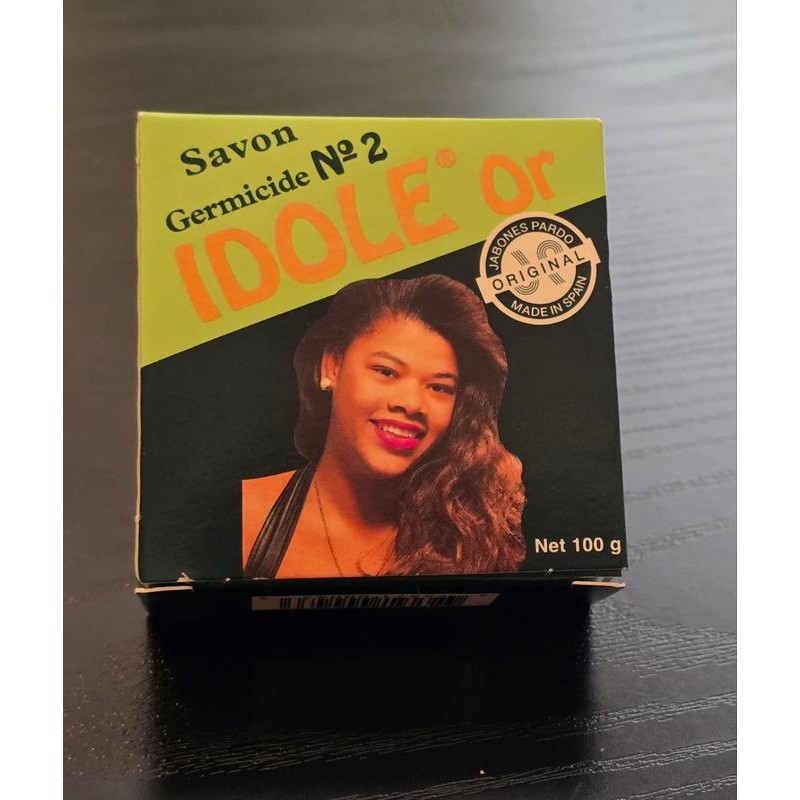 Savon
Germicide Nº 2
IDOLE® Or
JABONES PARDO
ORIGINAL
MADE IN SPAIN
Net 100 g